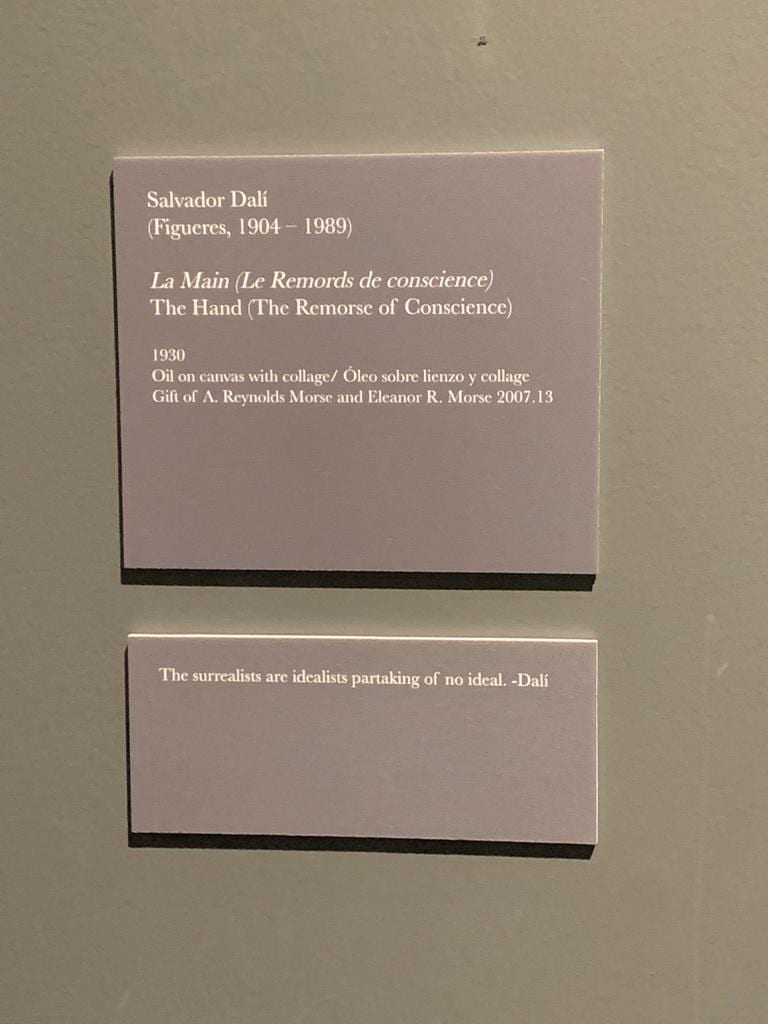 Salvador Dalí
(Figueres, 1904 – 1989)
La Main (Le Remords de conscience)
The Hand (The Remorse of Conscience)
1930
Oil on canvas with collage/ Óleo sobre lienzo y collage
Gift of A. Reynolds Morse and Eleanor R. Morse 2007.13
The surrealists are idealists partaking of no ideal. -Dalí